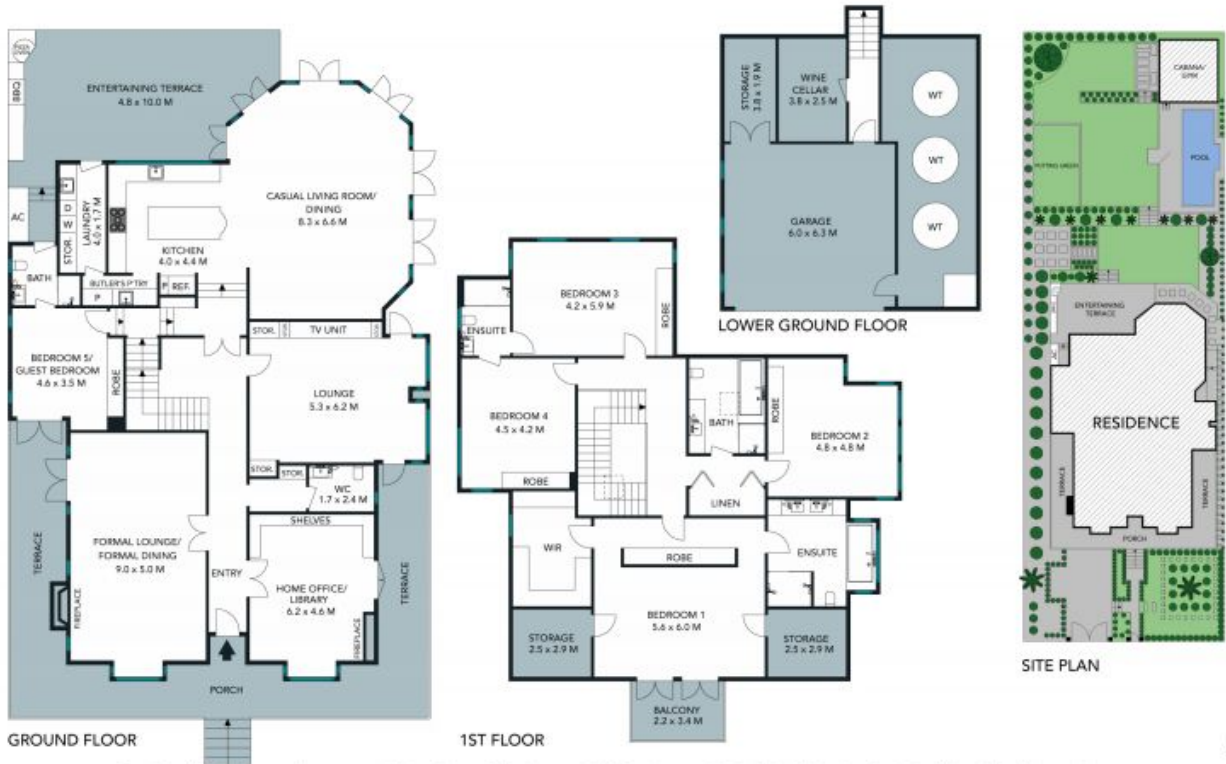 PIZZA OVEN
BBQ
ENTERTAINING TERRACE
4.8 x 10.0 M
AC
STOR.
W
D
LAUNDRY
4.0 x 1.7 M
KITCHEN
4.0 x 4.4 M
CASUAL LIVING ROOM/
DINING
8.3 x 6.6 M
BATH
BUTLER'S P'TRY
P
P
REF.
BEDROOM 5/
GUEST BEDROOM
4.6 x 3.5 M
ROBE
STOR.
TV UNIT
LOUNGE
5.3 x 6.2 M
STOR.
STOR.
WC
1.7 x 2.4 M
SHELVES
TERRACE
FORMAL LOUNGE/
FORMAL DINING
9.0 x 5.0 M
FIREPLACE
ENTRY
HOME OFFICE/
LIBRARY
6.2 x 4.6 M
FIREPLACE
TERRACE
PORCH
GROUND FLOOR
BEDROOM 3
4.2 x 5.9 M
ROBE
ENSUITE
BEDROOM 4
4.5 x 4.2 M
ROBE
BATH
ROBE
BEDROOM 2
4.8 x 4.8 M
LINEN
WIR
ROBE
ENSUITE
BEDROOM 1
5.6 x 6.0 M
STORAGE
2.5 x 2.9 M
STORAGE
2.5 x 2.9 M
BALCONY
2.2 x 3.4 M
1ST FLOOR
STORAGE
3.8 x 1.9 M
WINE
CELLAR
3.8 x 2.5 M
WT
WT
WT
GARAGE
6.0 x 6.3 M
LOWER GROUND FLOOR
CABANA/
GYM
PUTTING GREEN
POOL
ENTERTAINING
TERRACE
AC
RESIDENCE
TERRACE
TERRACE
PORCH
SITE PLAN